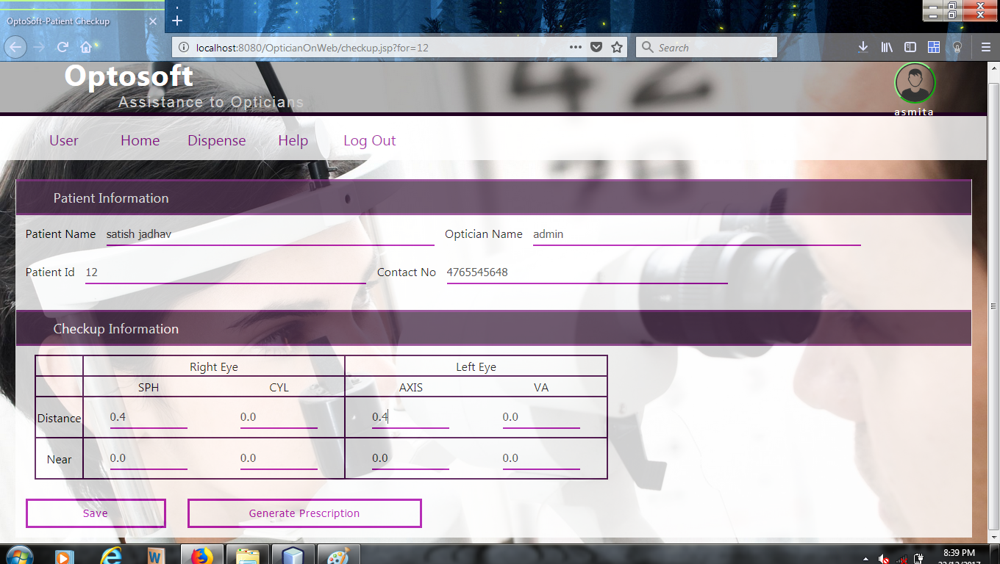 OptoSoft-Patient Checkup
localhost:8080/OpticianOnWeb/checkup.jsp?for=12
Search
Optosoft
Assistance to Opticians
asmita
User Home Dispense Help Log Out
Patient Information
Patient Name satish jadhav Optician Name admin
Patient Id 12 Contact No 4765545648
Checkup Information
Right Eye Left Eye
SPH CYL AXIS VA
Distance 0.4 0.0 0.4 0.0
Near 0.0 0.0 0.0 0.0
Save Generate Prescription
8:39 PM